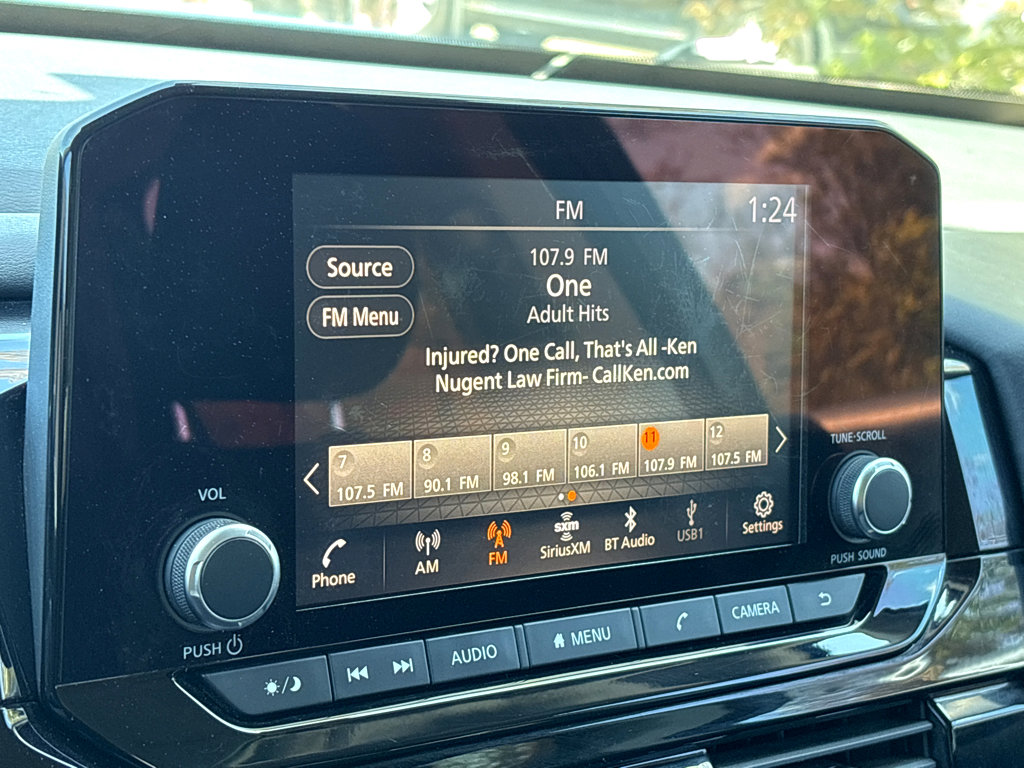 FM
1:24
Source
FM Menu
107.9 FM
One
Adult Hits
Injured? One Call, That's All -Ken
Nugent Law Firm- CallKen.com
7
107.5 FM
8
90.1 FM
9
98.1 FM
10
106.1 FM
11
107.9 FM
12
107.5 FM
Phone
AM
FM
sxm
SiriusXM
BT Audio
USB1
Settings
VOL
PUSH
TUNE·SCROLL
PUSH SOUND
AUDIO
MENU
CAMERA